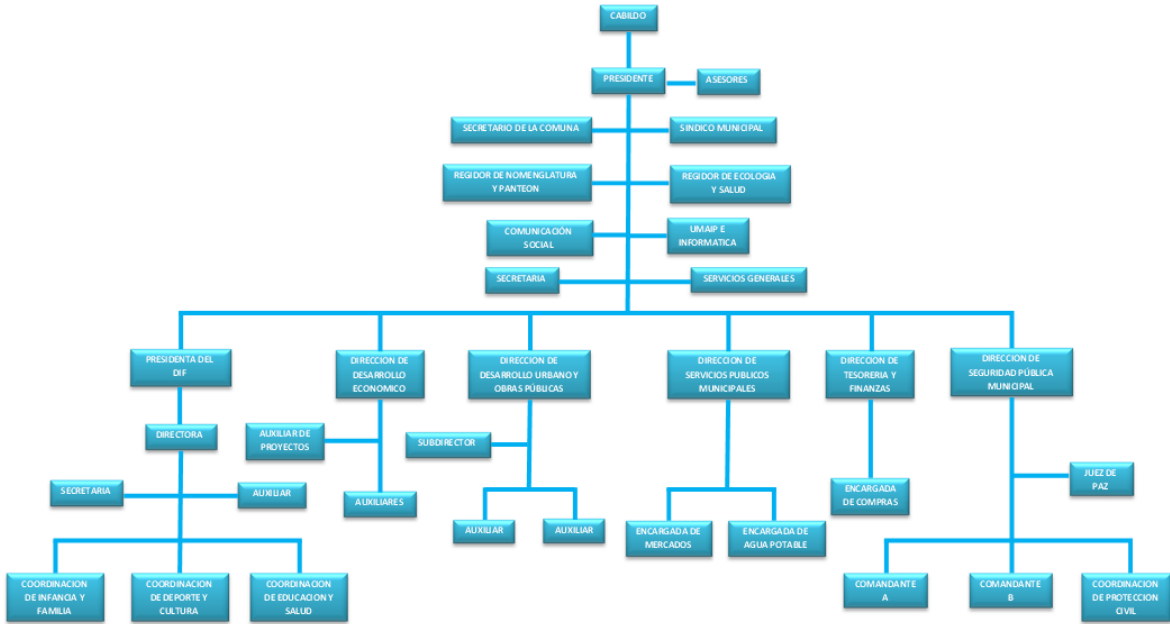 CABILDO
PRESIDENTE
ASESORES
SECRETARIO DE LA COMUNA
SINDICO MUNICIPAL
REGIDOR DE NOMENGLATURA
Y PANTEON
REGIDOR DE ECOLOGIA
Y SALUD
COMUNICACIÓN
SOCIAL
UMAIP E
INFORMATICA
SECRETARIA
SERVICIOS GENERALES
PRESIDENTA DEL
DIF
DIRECCION DE
DESARROLLO
ECONOMICO
DIRECCION DE
DESARROLLO URBANO Y
OBRAS PÚBLICAS
DIRECCION DE
SERVICIOS PUBLICOS
MUNICIPALES
DIRECCION DE
TESORERIA Y
FINANZAS
DIRECCION DE
SEGURIDAD PÚBLICA
MUNICIPAL
DIRECTORA
AUXILIAR DE
PROYECTOS
SUBDIRECTOR
SECRETARIA
AUXILIAR
AUXILIARES
ENCARGADA
DE COMPRAS
JUEZ DE
PAZ
AUXILIAR
AUXILIAR
ENCARGADA DE
MERCADOS
ENCARGADA DE
AGUA POTABLE
COORDINACION
DE INFANCIA Y
FAMILIA
COORDINACION
DE DEPORTE Y
CULTURA
COORDINACION
DE EDUCACION Y
SALUD
COMANDANTE
A
COMANDANTE
B
COORDINACION
DE PROTECCION
CIVIL